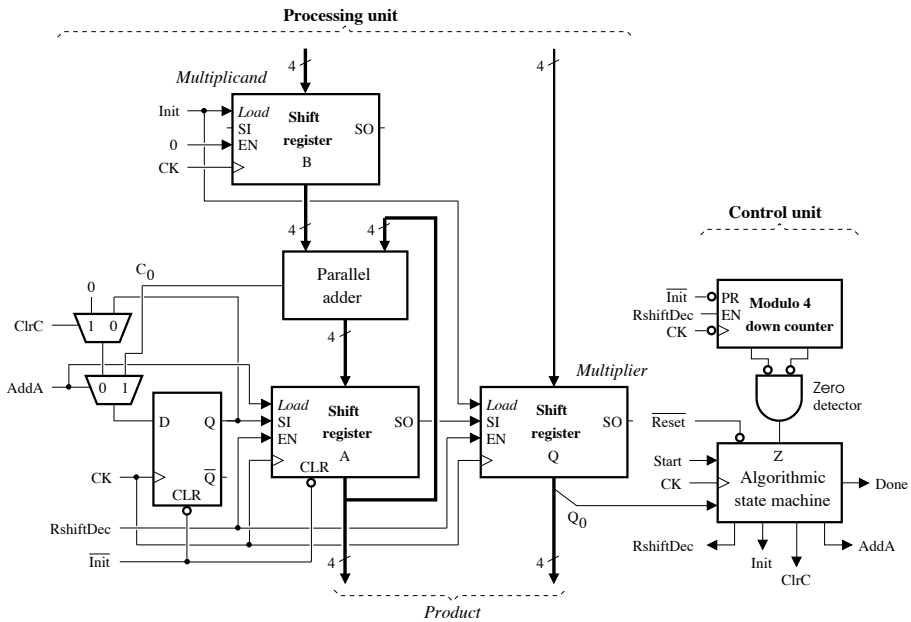 Processing unit
4
4
Multiplicand
Init
Load
Shift
register
B
SI
SO
0
EN
CK
4
4
Control unit
C0
Parallel
adder
0
ClrC
1 0
Init
PR
RshiftDec
EN
CK
Modulo 4
down counter
4
Multiplier
AddA
0 1
Zero
detector
D
Q
Q
CLR
Load
SI
EN
Shift
register
A
SO
CLR
Load
SI
EN
Shift
register
Q
SO
Reset
Z
Start
CK
Algorithmic
state machine
Done
CK
Q0
RshiftDec
Init
4
4
RshiftDec
Init
ClrC
AddA
Product